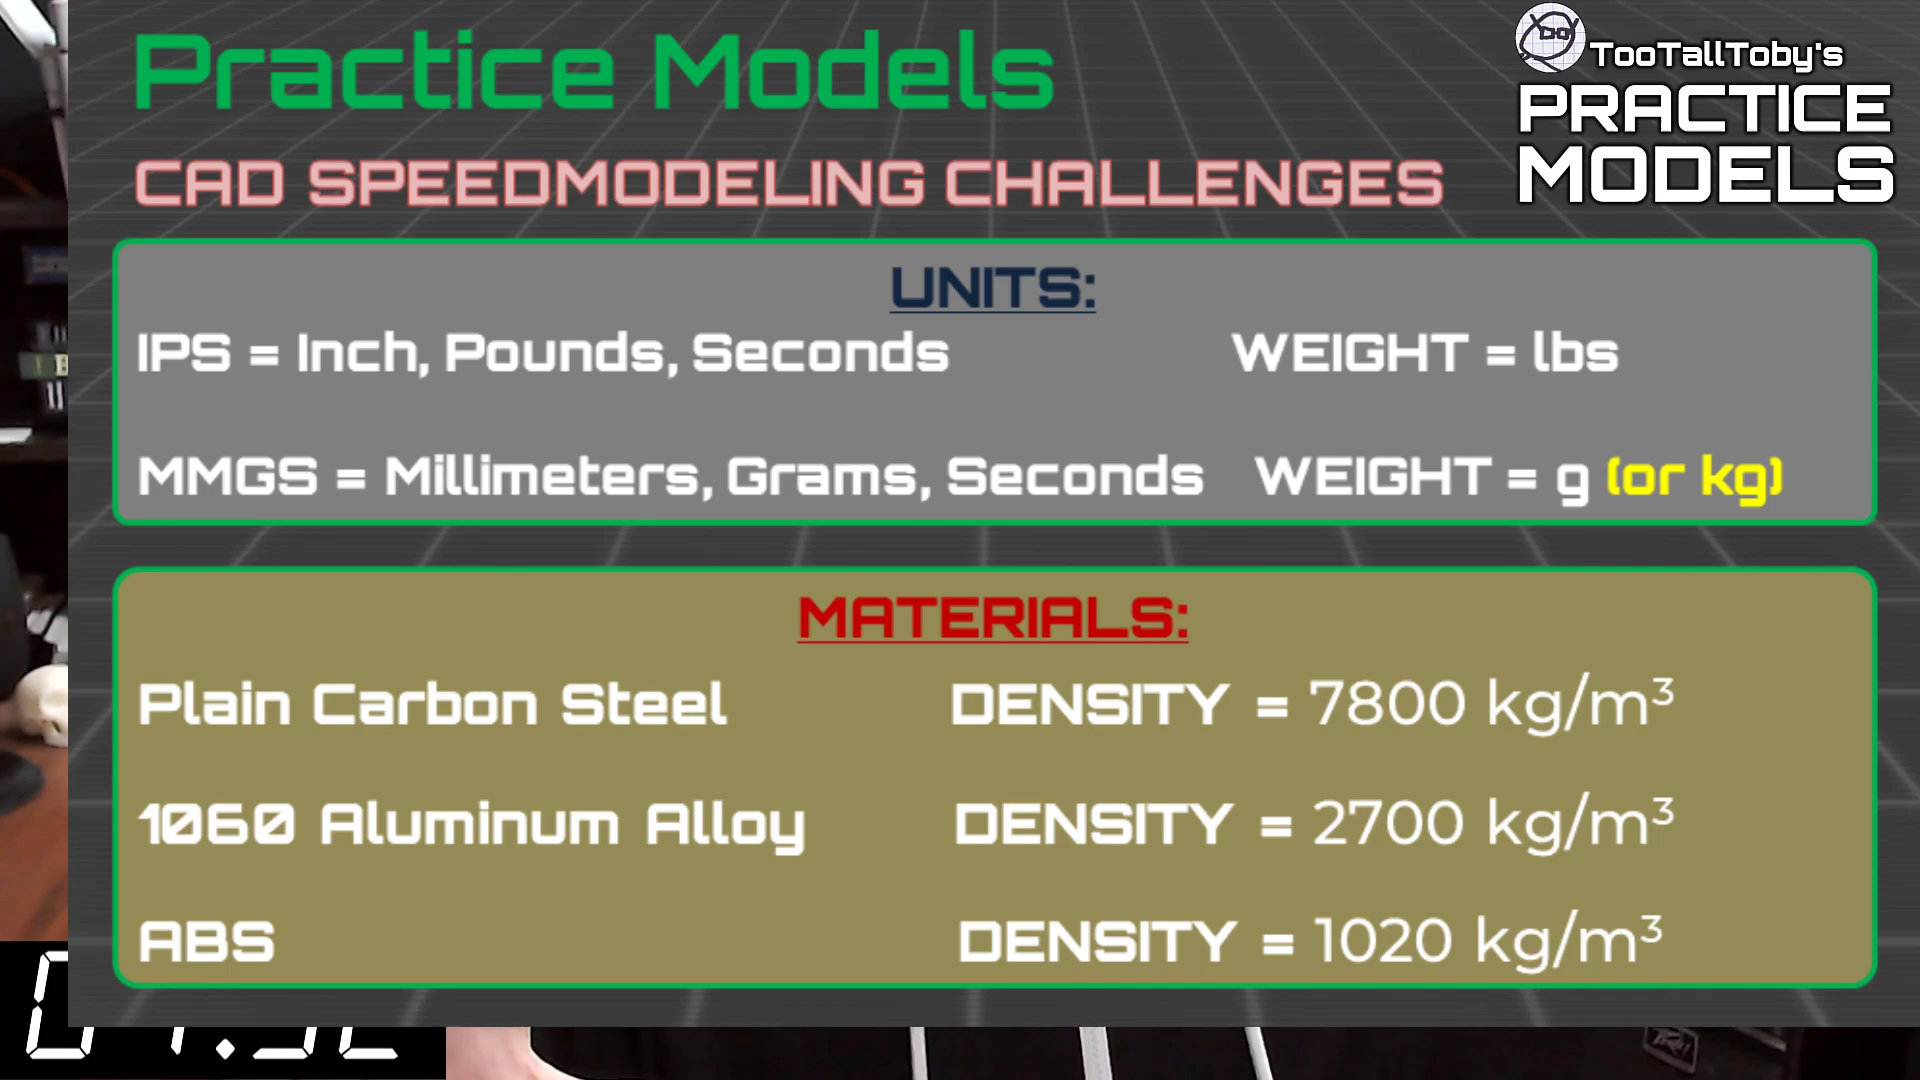 Practice Models
TooTallToby's
PRACTICE
MODELS
CAD SPEEDMODELING CHALLENGES
UNITS:
IPS = Inch, Pounds, Seconds WEIGHT = lbs
MMGS = Millimeters, Grams, Seconds WEIGHT = g (or kg)
MATERIALS:
Plain Carbon Steel DENSITY = 7800 kg/m³
1060 Aluminum Alloy DENSITY = 2700 kg/m³
ABS DENSITY = 1020 kg/m³